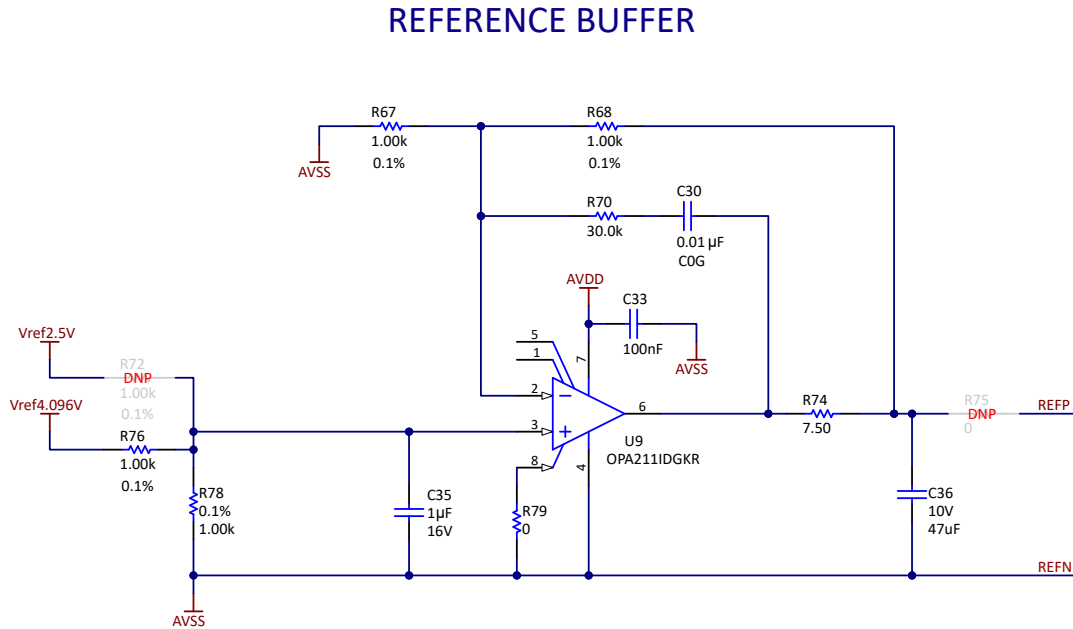 REFERENCE BUFFER
R67
1.00k
0.1%
AVSS
R68
1.00k
0.1%
R70
30.0k
C30
0.01µF
C0G
AVDD
C33
100nF
AVSS
Vref2.5V
R72
DNP
1.00k
0.1%
Vref4.096V
R76
1.00k
0.1%
R78
0.1%
1.00k
AVSS
C35
1µF
16V
5
1
2
3
8
7
6
4
U9
OPA211IDGKR
R79
0
R74
7.50
R75
DNP
0
REFP
C36
10V
47uF
REFN